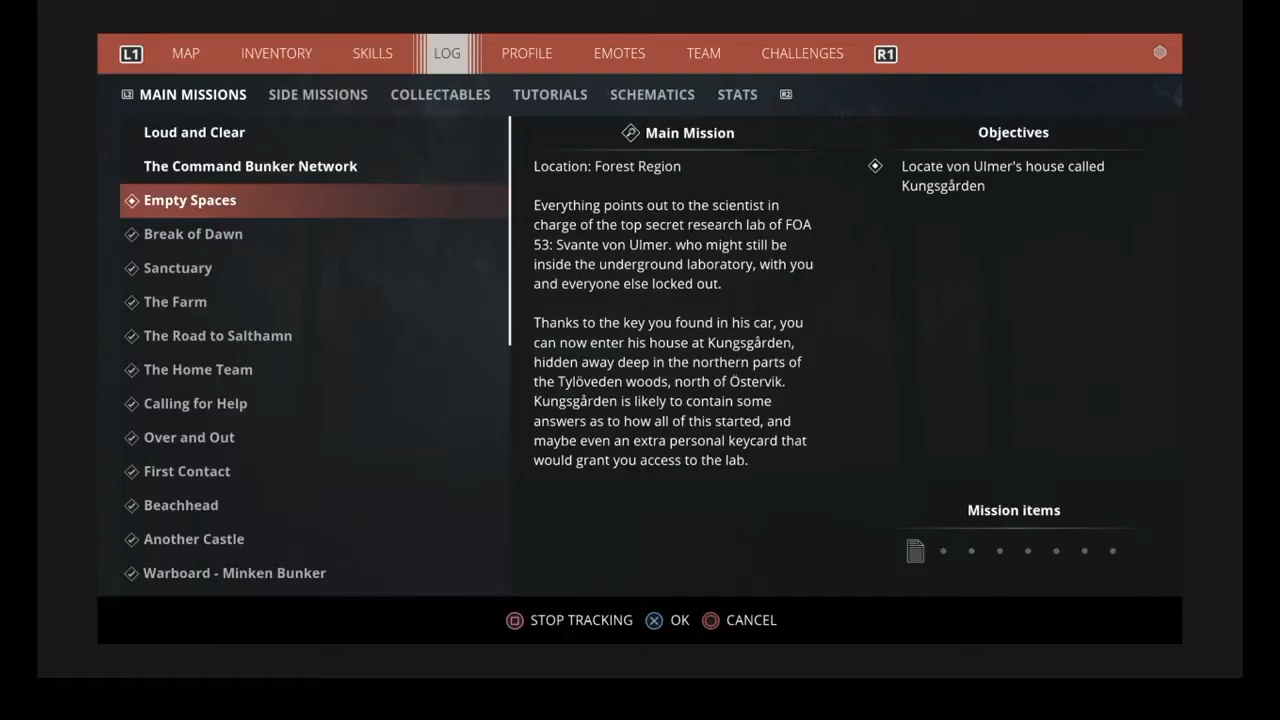 L1 MAP INVENTORY SKILLS LOG PROFILE EMOTES TEAM CHALLENGES R1
L2 MAIN MISSIONS SIDE MISSIONS COLLECTABLES TUTORIALS SCHEMATICS STATS R2
Loud and Clear
The Command Bunker Network
Empty Spaces
Break of Dawn
Sanctuary
The Farm
The Road to Salthamn
The Home Team
Calling for Help
Over and Out
First Contact
Beachhead
Another Castle
Warboard - Minken Bunker
Main Mission
Location: Forest Region
Everything points out to the scientist in
charge of the top secret research lab of FOA
53: Svante von Ulmer. who might still be
inside the underground laboratory, with you
and everyone else locked out.
Thanks to the key you found in his car, you
can now enter his house at Kungsgården,
hidden away deep in the northern parts of
the Tylöveden woods, north of Östervik.
Kungsgården is likely to contain some
answers as to how all of this started, and
maybe even an extra personal keycard that
would grant you access to the lab.
Objectives
Locate von Ulmer's house called
Kungsgården
Mission items
STOP TRACKING OK CANCEL